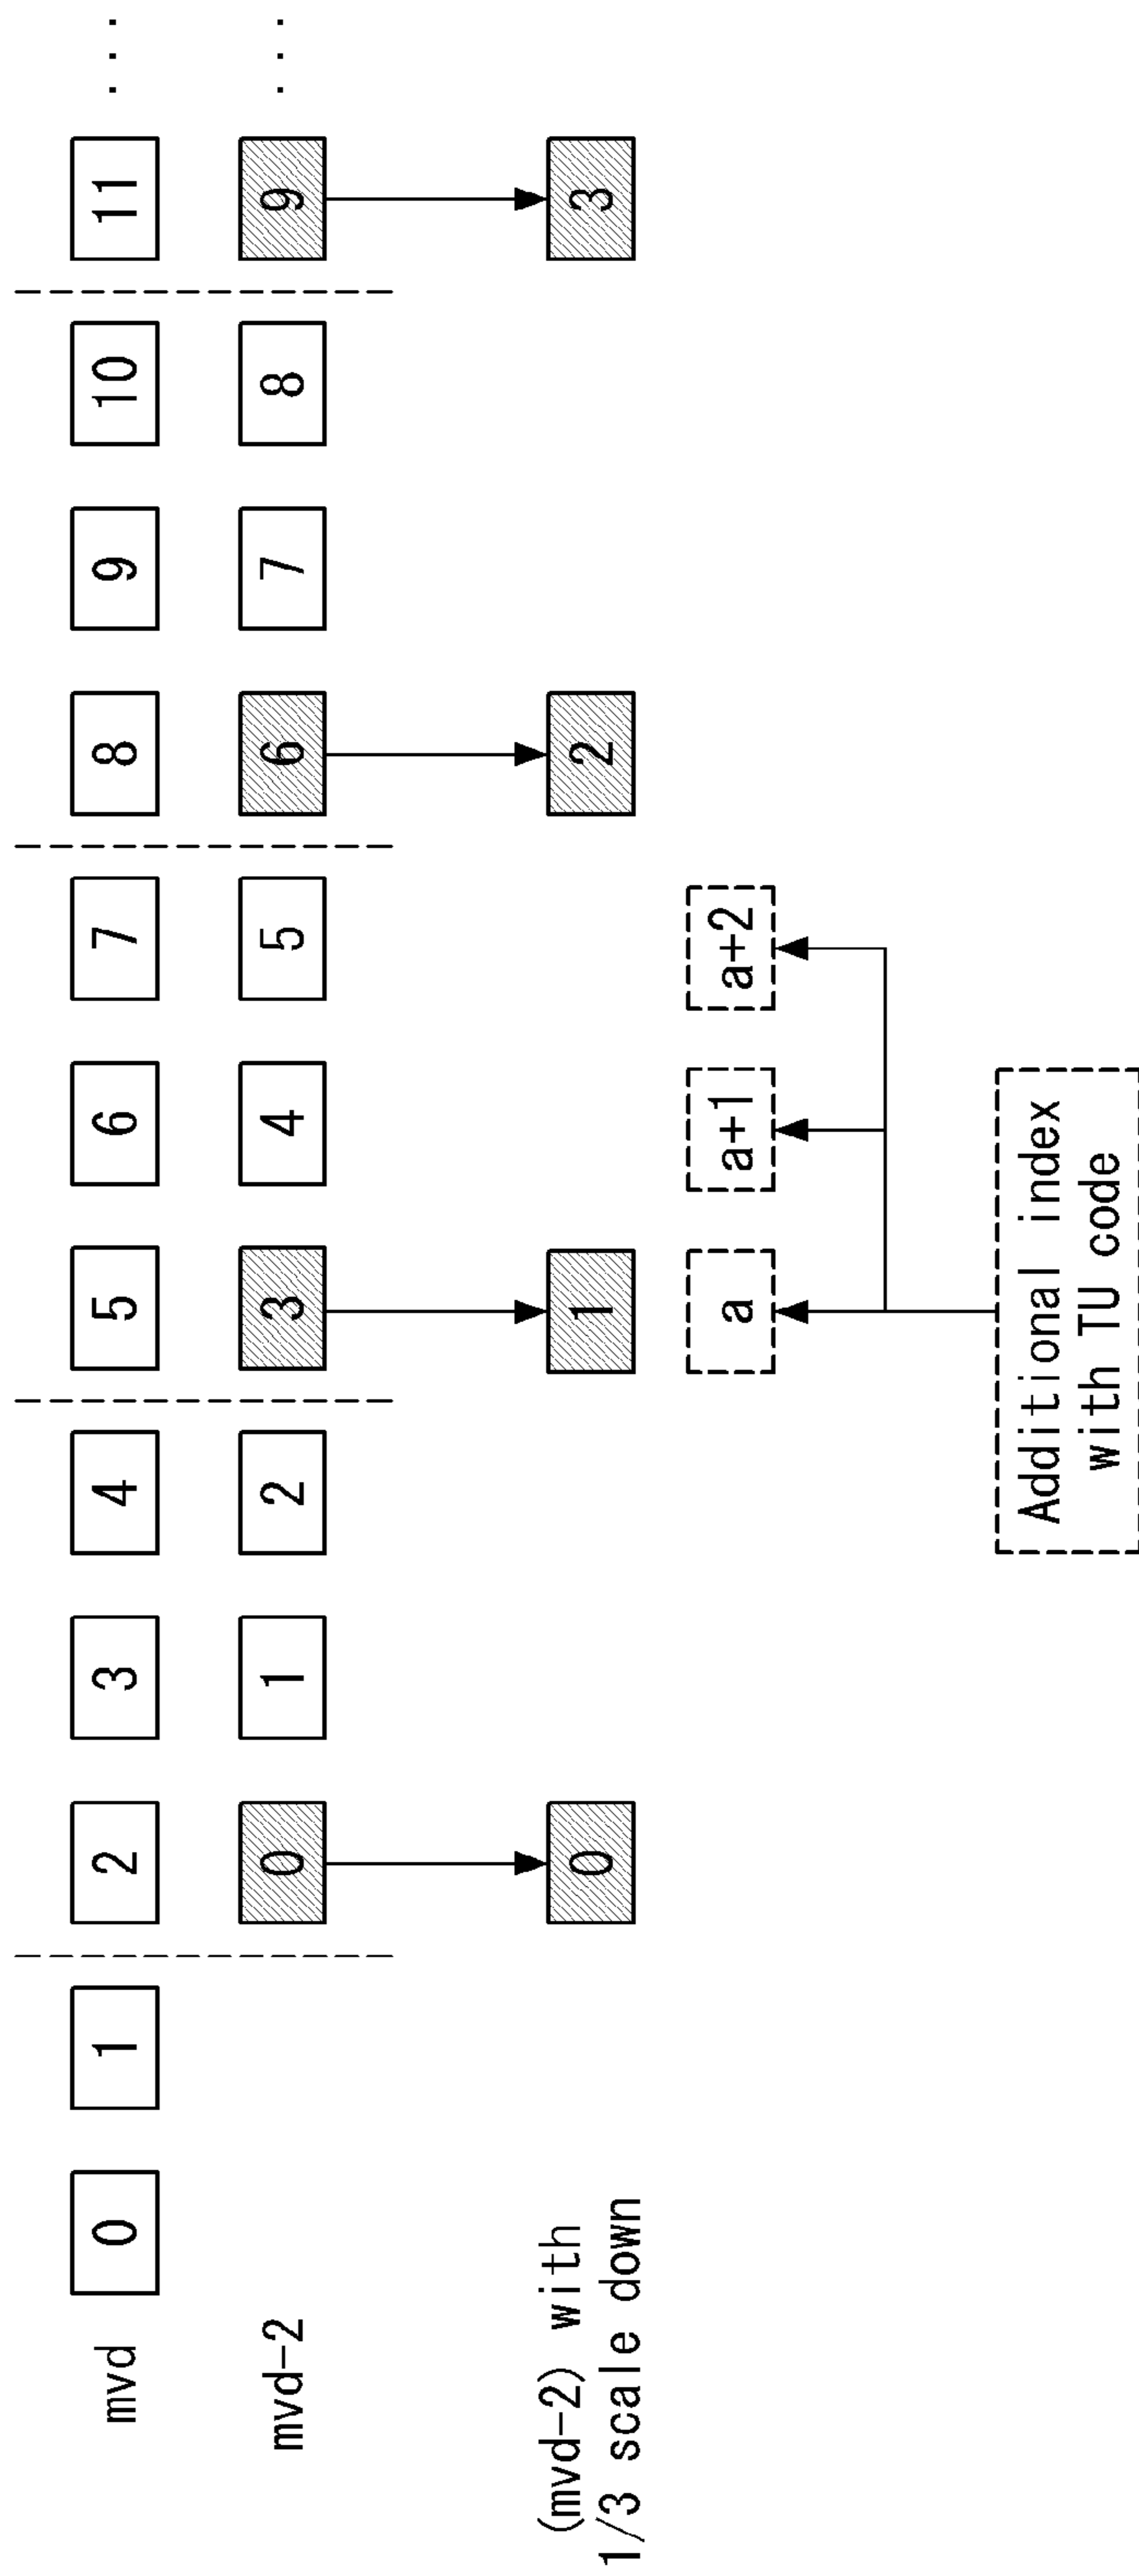 mvd 0 1 2 3 4 5 6 7 8 9 10 11 ...
mvd-2 0 1 2 3 4 5 6 7 8 9 ...
(mvd-2) with
1/3 scale down
0 1 2 3
a a+1 a+2
Additional index
with TU code